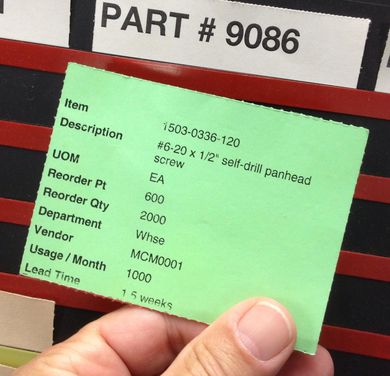 PART # 9086
Item 1503-0336-120
Description #6-20 x 1/2" self-drill panhead
screw
UOM EA
Reorder Pt 600
Reorder Qty 2000
Department Whse
Vendor MCM0001
Usage / Month 1000
Lead Time 1.5 weeks